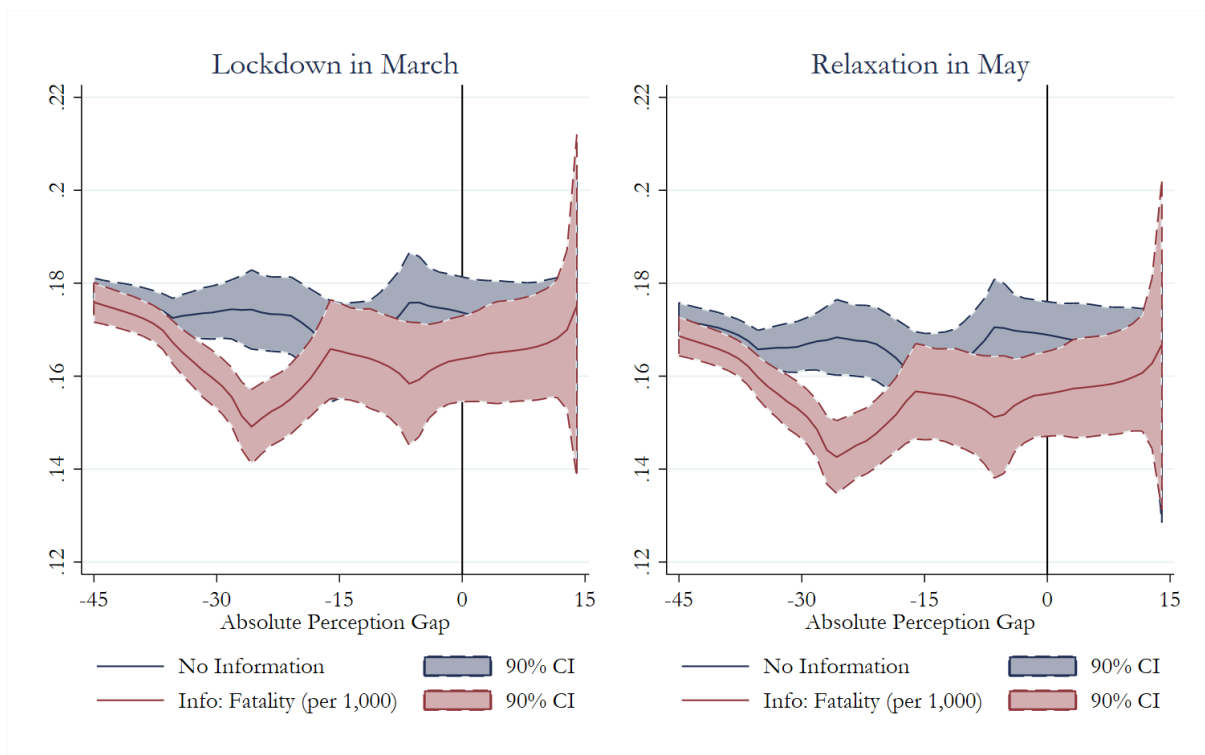 Lockdown in March
.22
.2
.18
.16
.14
.12
-45 -30 -15 0 15
Absolute Perception Gap
No Information 90% CI
Info: Fatality (per 1,000) 90% CI
Relaxation in May
.22
.2
.18
.16
.14
.12
-45 -30 -15 0 15
Absolute Perception Gap
No Information 90% CI
Info: Fatality (per 1,000) 90% CI